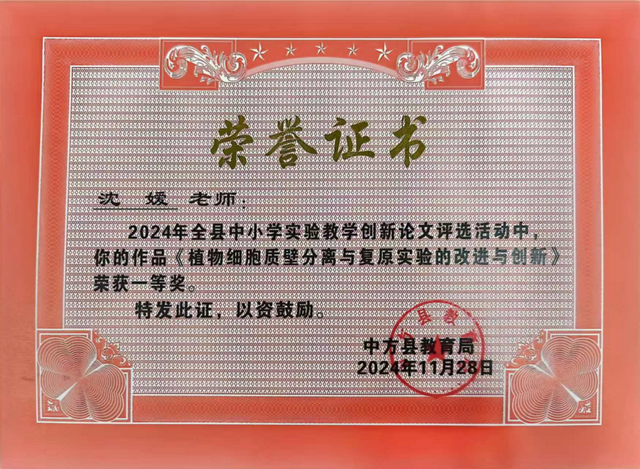 荣誉证书
沈 媛 老师：
2024年全县中小学实验教学创新论文评选活动中，
你的作品《植物细胞质壁分离与复原实验的改进与创新》
荣获一等奖。
特发此证，以资鼓励。
中方县教育局
2024年11月28日